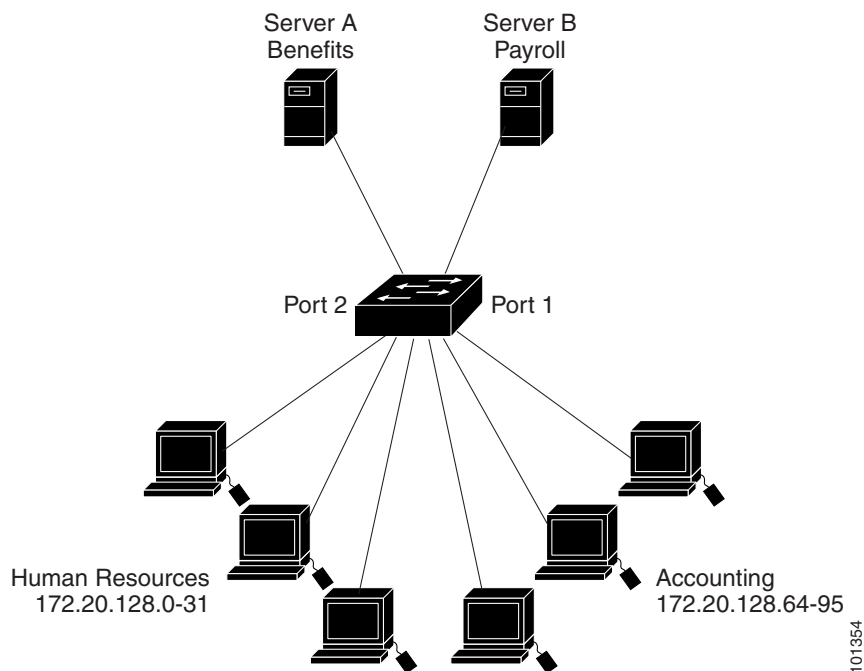 Server A
Benefits
Server B
Payroll
Port 2
Port 1
Human Resources
172.20.128.0-31
Accounting
172.20.128.64-95
101354